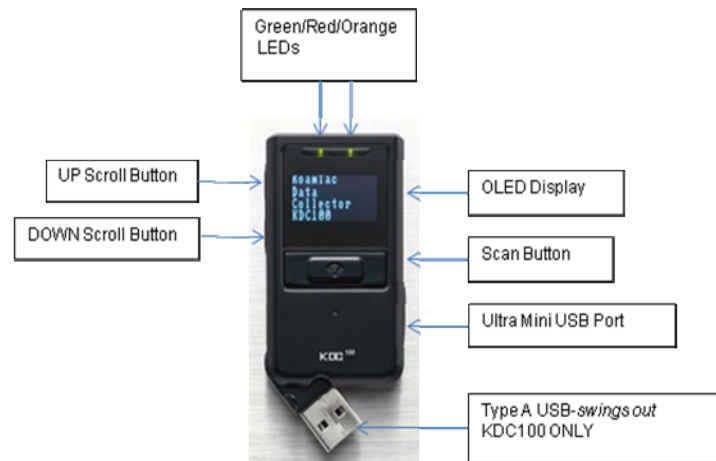 Green/Red/Orange
LEDs
UP Scroll Button
DOWN Scroll Button
Koamtac
Data
Collector
KDC100
OLED Display
Scan Button
Ultra Mini USB Port
KDC 100
Type A USB-swings out
KDC100 ONLY